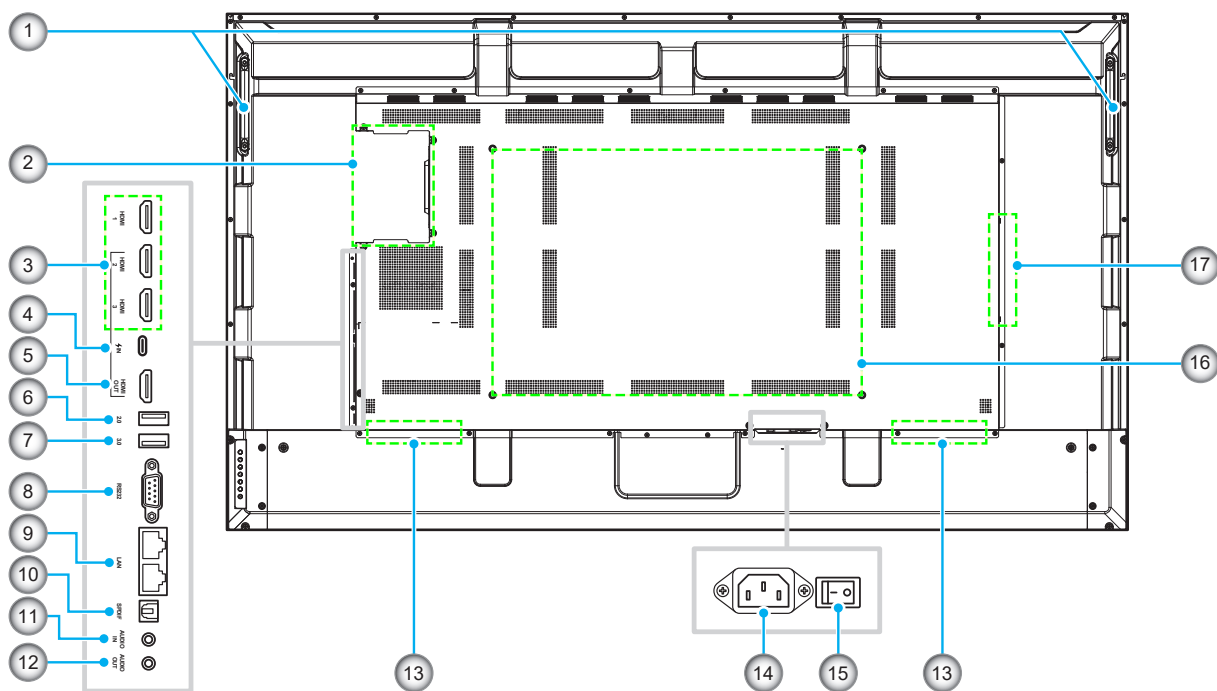 1
2
3
4
5
6
7
8
9
10
11
12
HDMI 1
HDMI 2
HDMI 3
IN
HDMI OUT
2.0
3.0
RS232
LAN
SPDIF
AUDIO IN
AUDIO OUT
13
14
15
13
16
17